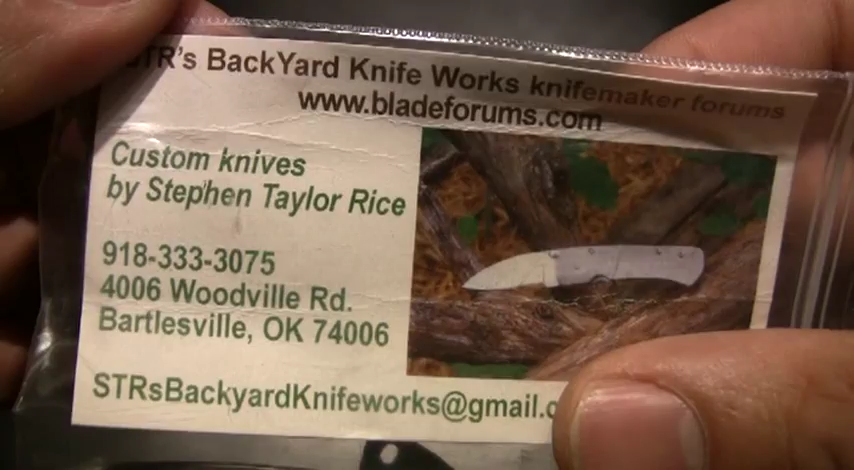 STR's BackYard Knife Works knifemaker forums
www.bladeforums.com
Custom knives
by Stephen Taylor Rice
918-333-3075
4006 Woodville Rd.
Bartlesville, OK 74006
STRsBackyardKnifeworks@gmail.c